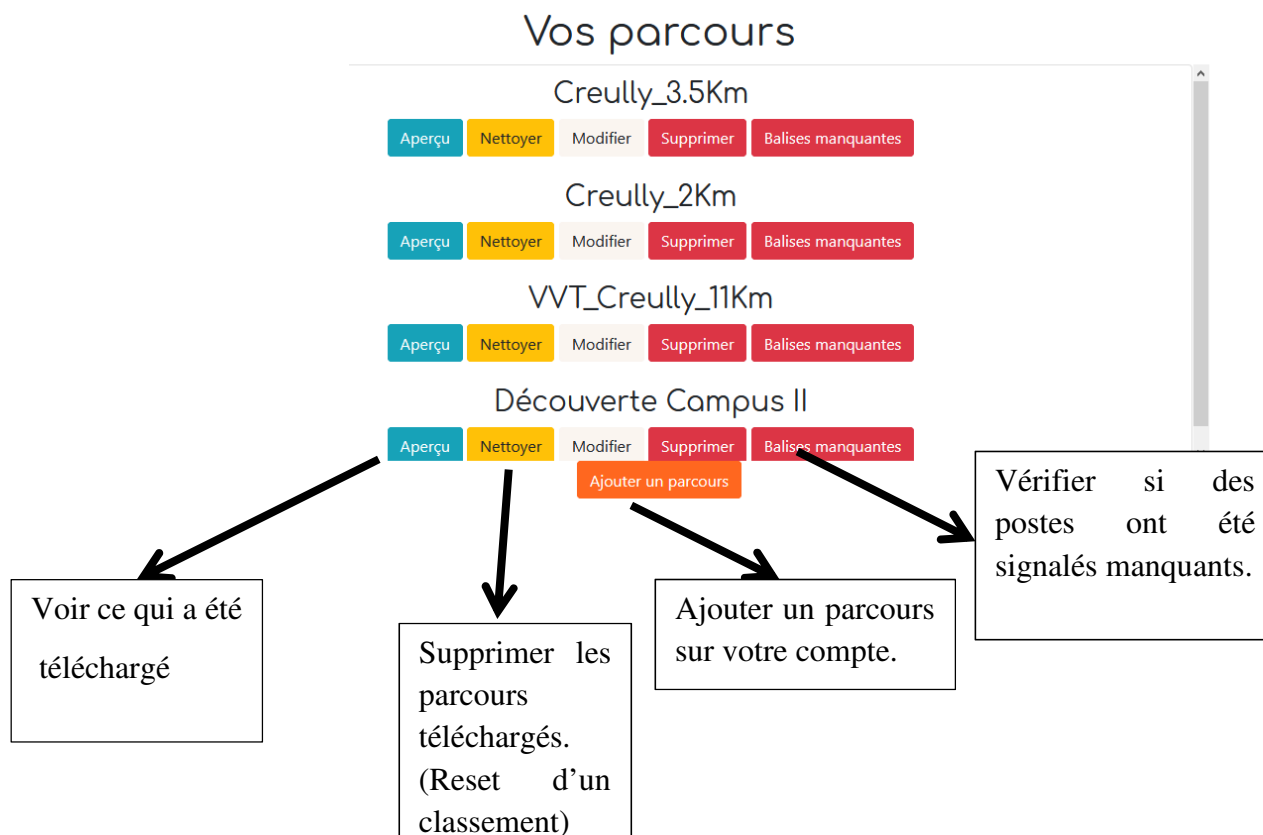 Vos parcours
Creully_3.5Km
Aperçu Nettoyer Modifier Supprimer Balises manquantes
Creully_2Km
Aperçu Nettoyer Modifier Supprimer Balises manquantes
VVT_Creully_11Km
Aperçu Nettoyer Modifier Supprimer Balises manquantes
Découverte Campus II
Aperçu Nettoyer Modifier Supprimer Balises manquantes
Ajouter un parcours
Voir ce qui a été
téléchargé
Supprimer les
parcours
téléchargés.
(Reset d’un
classement)
Ajouter un parcours
sur votre compte.
Vérifier si des
postes ont été
signalés manquants.